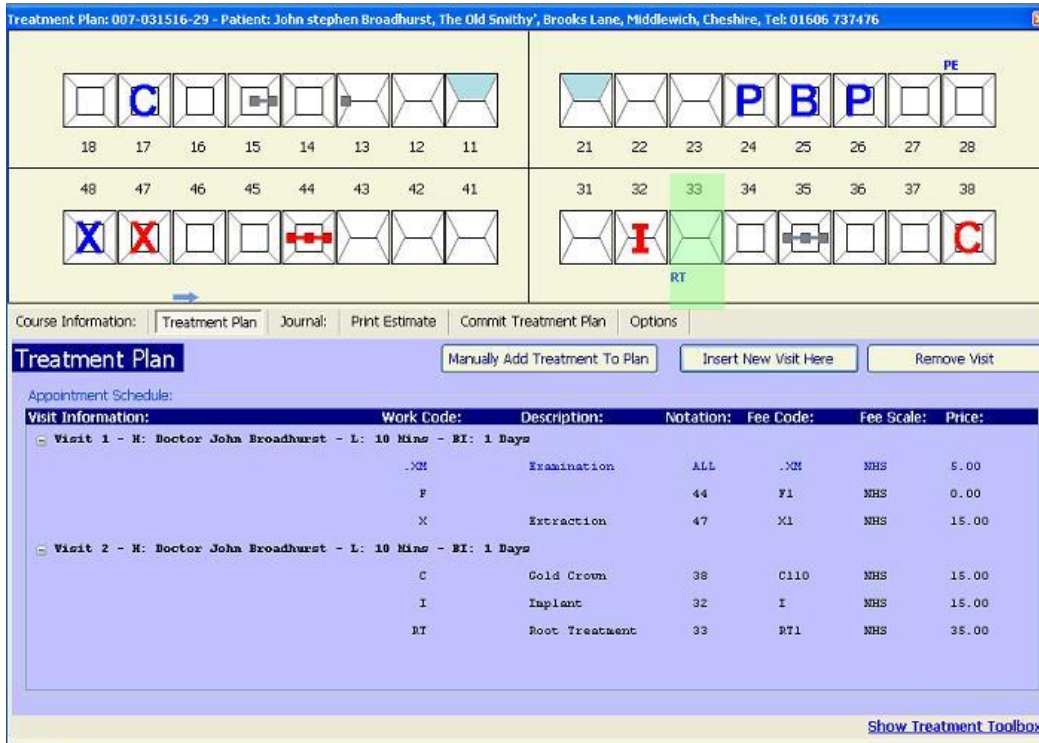 Treatment Plan: 007-031516-29 - Patient: John stephen Broadhurst, The Old Smithy', Brooks Lane, Middlewich, Cheshire, Tel: 01606 737476
PE
C P B P
18 17 16 15 14 13 12 11 21 22 23 24 25 26 27 28
48 47 46 45 44 43 42 41 31 32 33 34 35 36 37 38
X X I C
RT
Course Information: Treatment Plan Journal: Print Estimate Commit Treatment Plan Options
Treatment Plan Manually Add Treatment To Plan Insert New Visit Here Remove Visit
Appointment Schedule:
Visit Information: Work Code: Description: Notation: Fee Code: Fee Scale: Price:
Visit 1 - H: Doctor John Broadhurst - L: 10 Mins - BI: 1 Days
.XM Examination ALL .XM NHS 5.00
F 44 F1 NHS 0.00
X Extraction 47 X1 NHS 15.00
Visit 2 - H: Doctor John Broadhurst - L: 10 Mins - BI: 1 Days
C Gold Crown 38 C110 NHS 15.00
I Implant 32 I NHS 15.00
RT Root Treatment 33 RT1 NHS 35.00
Show Treatment Toolbox